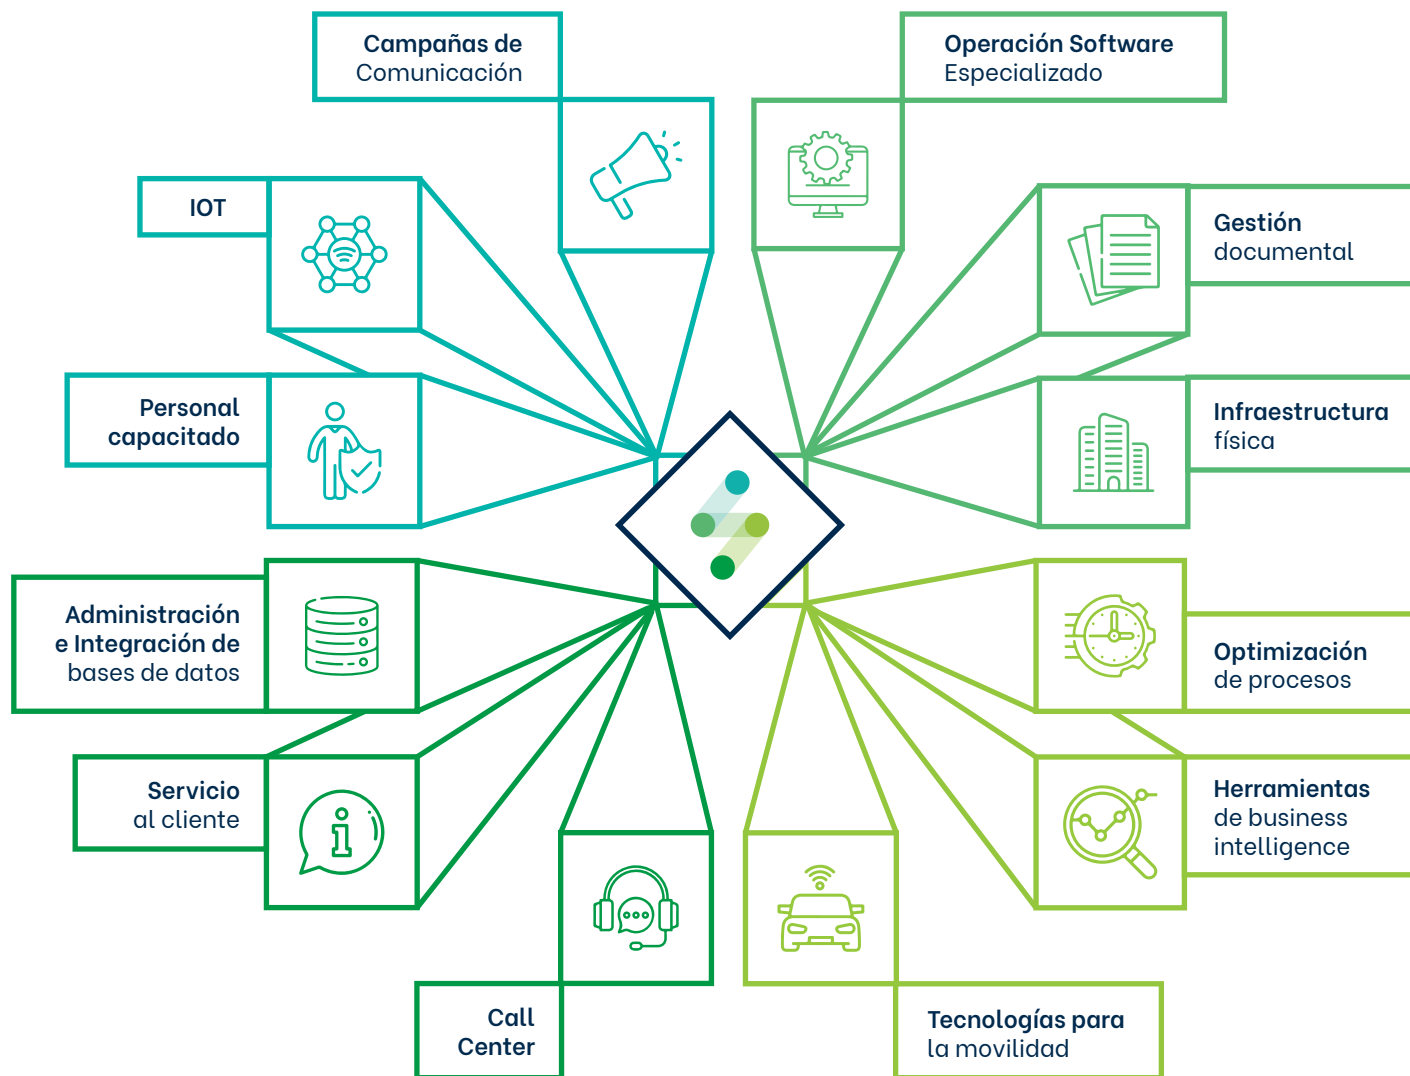 Campañas de
Comunicación
Operación Software
Especializado
IOT
Gestión
documental
Personal
capacitado
Infraestructura
física
Administración
e Integración de
bases de datos
Optimización
de procesos
Servicio
al cliente
Herramientas
de business
intelligence
Call
Center
Tecnologías para
la movilidad